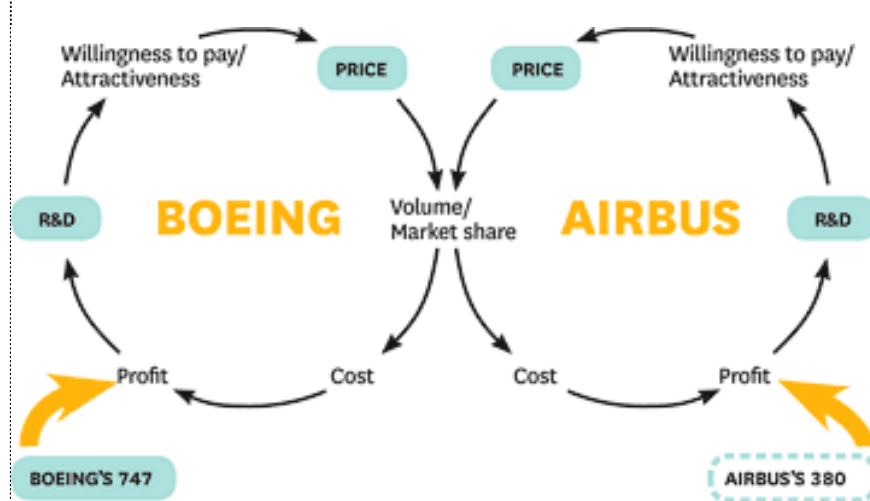 Willingness to pay/
Attractiveness
PRICE
PRICE
Willingness to pay/
Attractiveness
R&D
BOEING
Volume/
Market share
AIRBUS
R&D
Profit
Cost
Cost
Profit
BOEING'S 747
AIRBUS'S 380